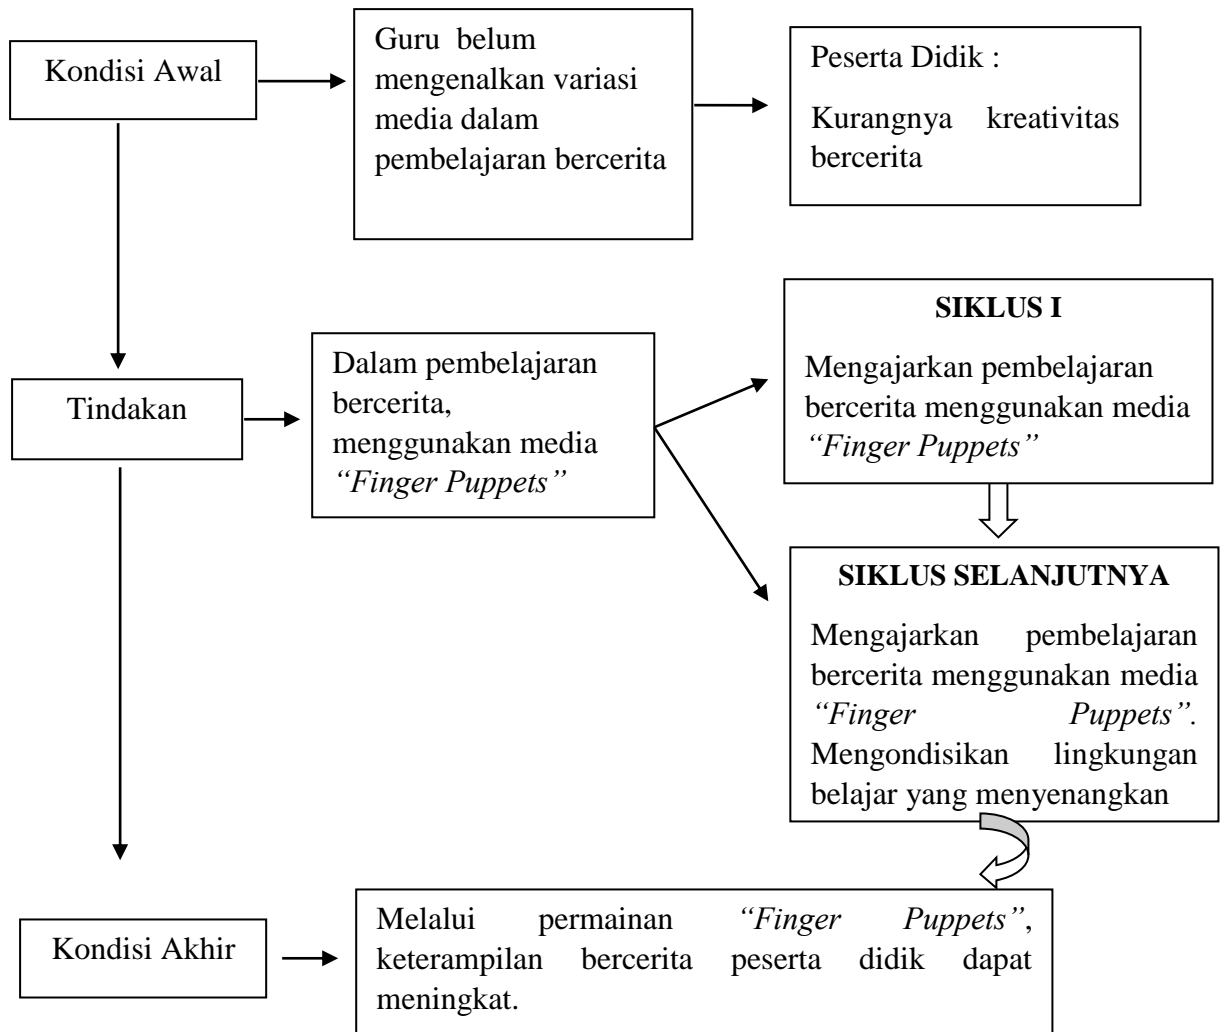 Kondisi Awal
Guru belum
mengenalkan variasi
media dalam
pembelajaran bercerita
Peserta Didik :
Kurangnya kreativitas
bercerita
Tindakan
Dalam pembelajaran
bercerita,
menggunakan media
“Finger Puppets”
SIKLUS I
Mengajarkan pembelajaran
bercerita menggunakan media
“Finger Puppets”
SIKLUS SELANJUTNYA
Mengajarkan pembelajaran
bercerita menggunakan media
“Finger Puppets”.
Mengondisikan lingkungan
belajar yang menyenangkan
Kondisi Akhir
Melalui permainan “Finger Puppets”,
keterampilan bercerita peserta didik dapat
meningkat.